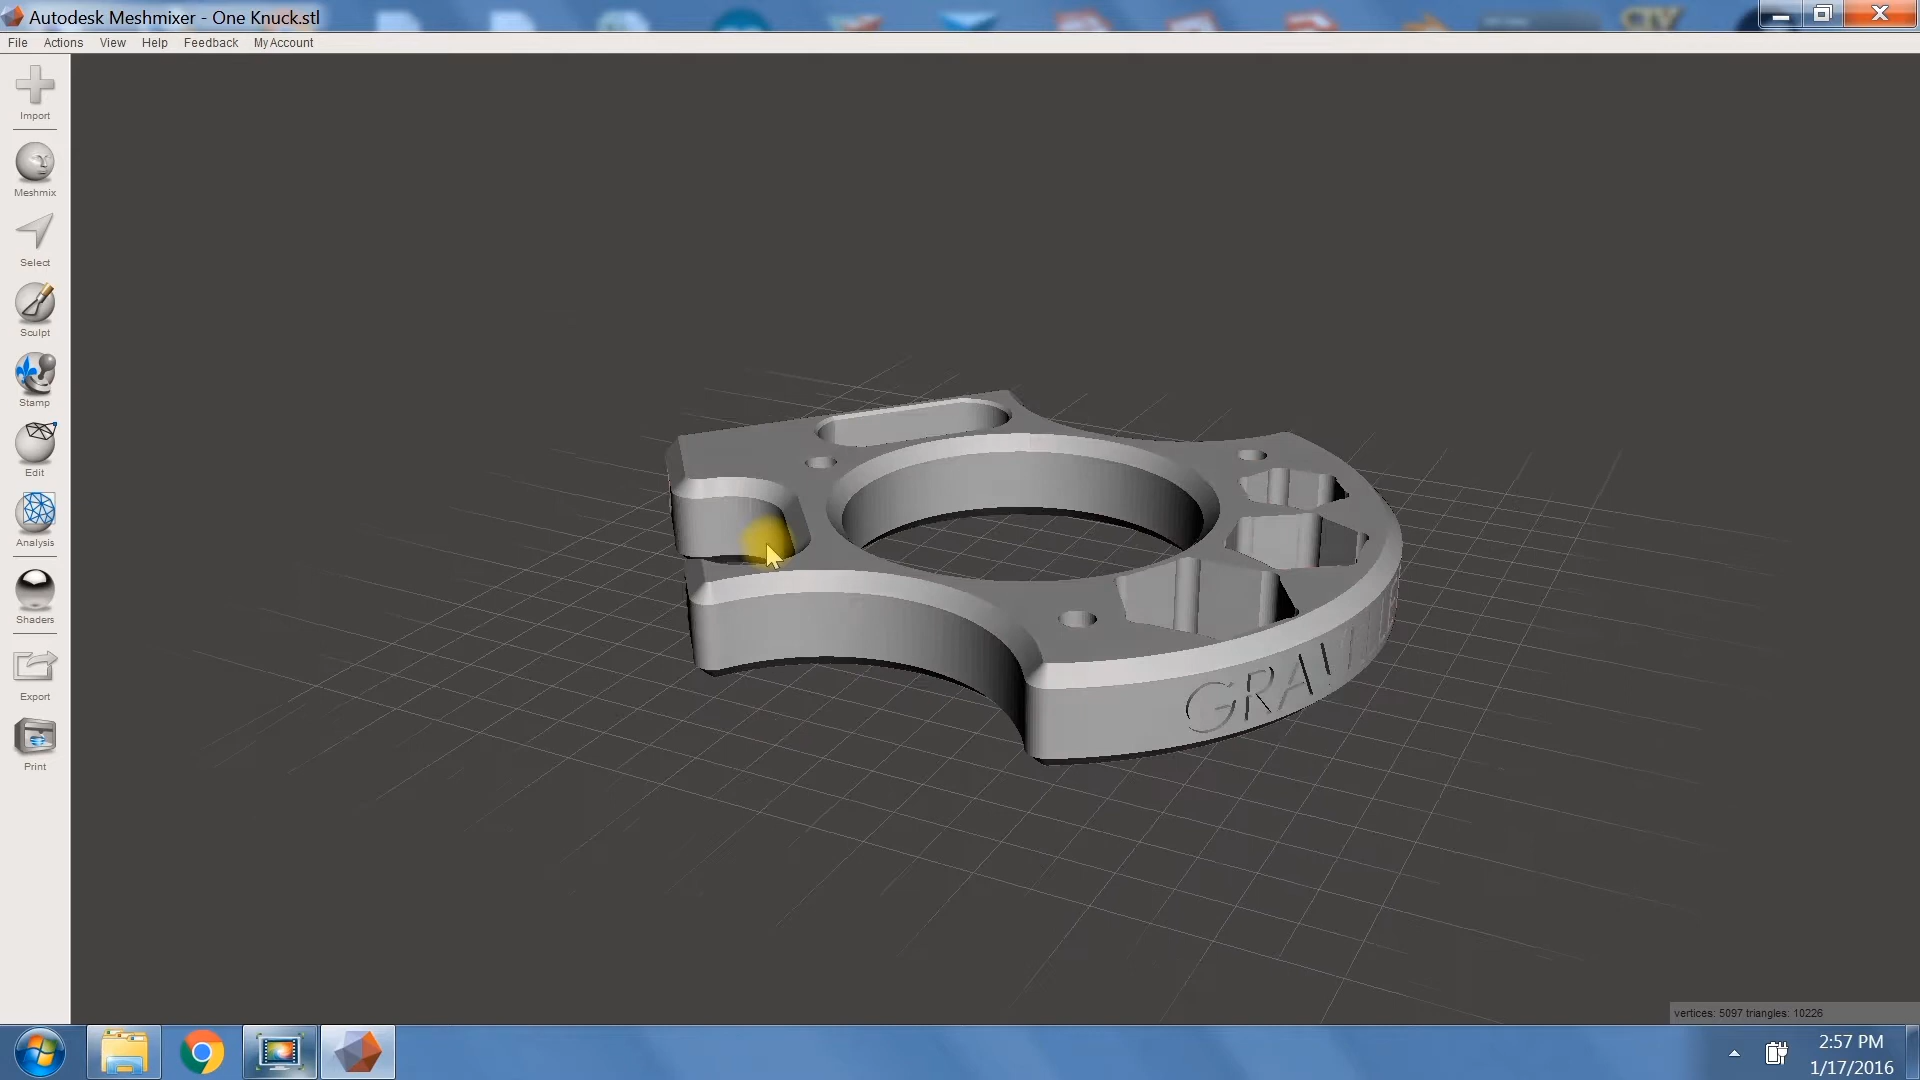 Autodesk Meshmixer - One Knuck.stl
File Actions View Help Feedback My Account
Import
Meshmix
Select
Sculpt
Stamp
Edit
Analysis
Shaders
Export
Print
GRAVI
vertices: 5097 triangles: 10226
2:57 PM
1/17/2016